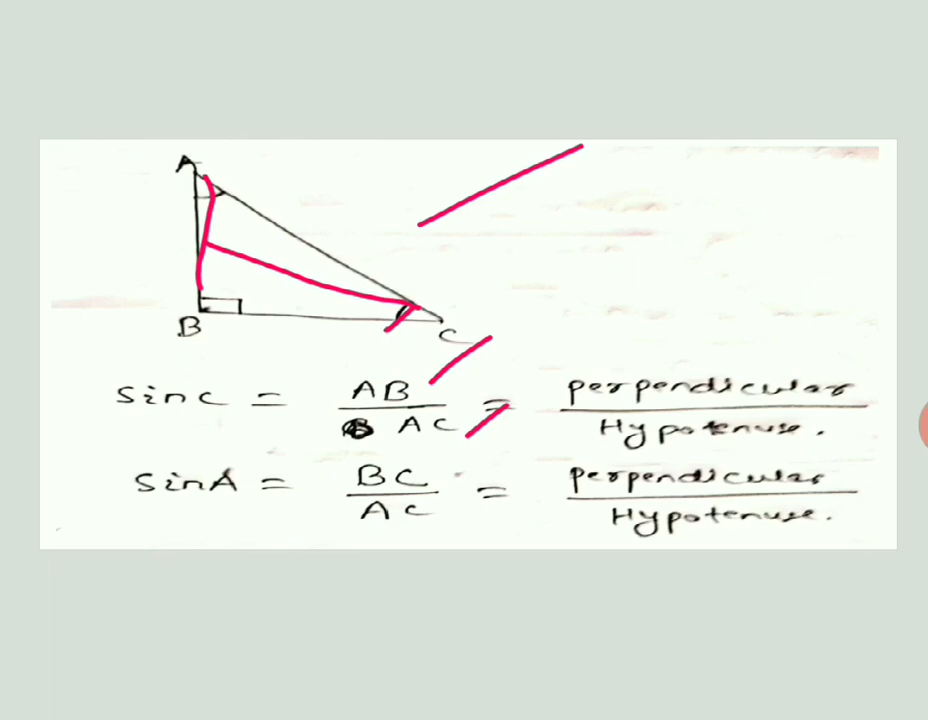 A
B
C
sinc = AB / AC = perpendicular / Hypotenuse.
sinA = BC / AC = perpendicular / Hypotenuse.